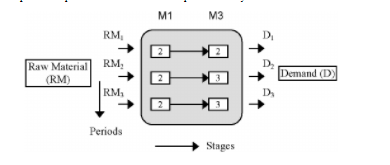 M1 M3
RM1 D1
2 2
Raw Material (RM)
RM2 D2
2 3
Demand (D)
RM3 D3
2 3
Periods
Stages